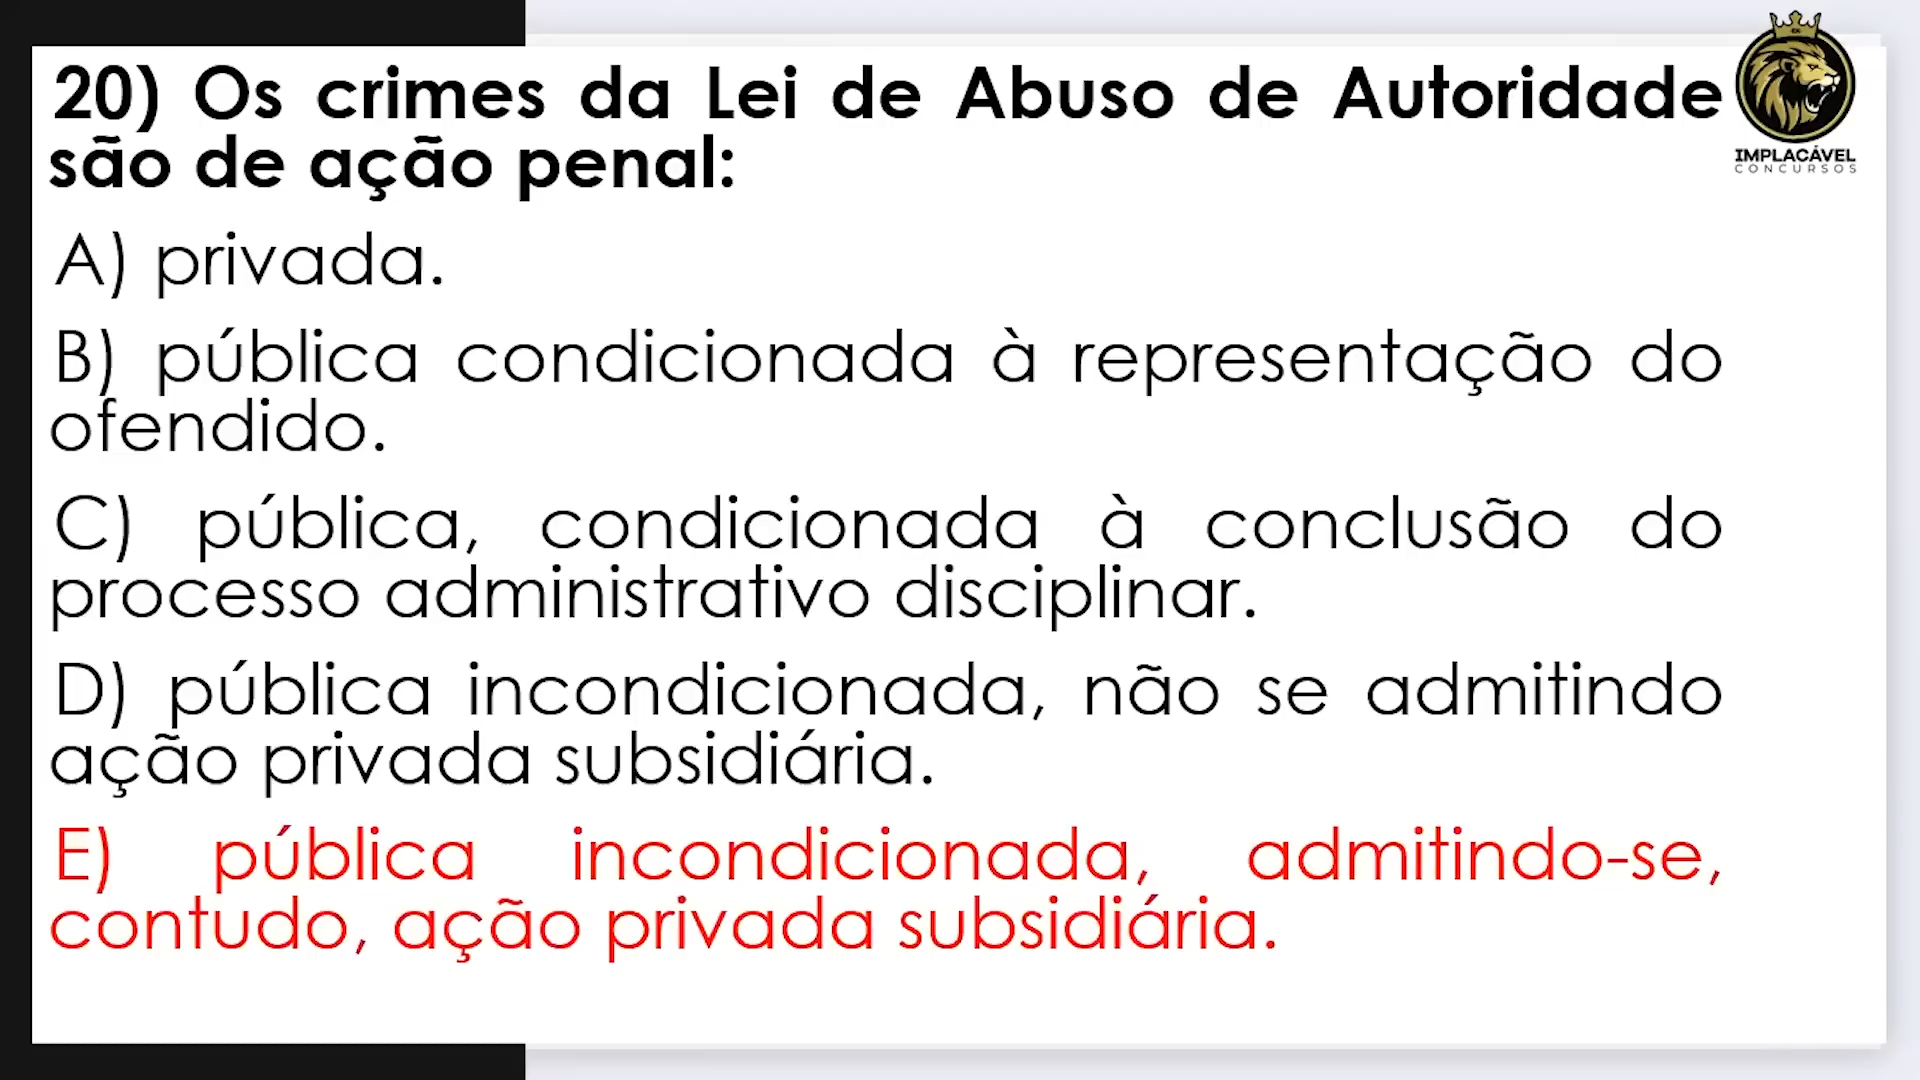 20) Os crimes da Lei de Abuso de Autoridade
são de ação penal:
A) privada.
B) pública condicionada à representação do
ofendido.
C) pública, condicionada à conclusão do
processo administrativo disciplinar.
D) pública incondicionada, não se admitindo
ação privada subsidiária.
E) pública incondicionada, admitindo-se,
contudo, ação privada subsidiária.
IMPLACÁVEL
CONCURSOS